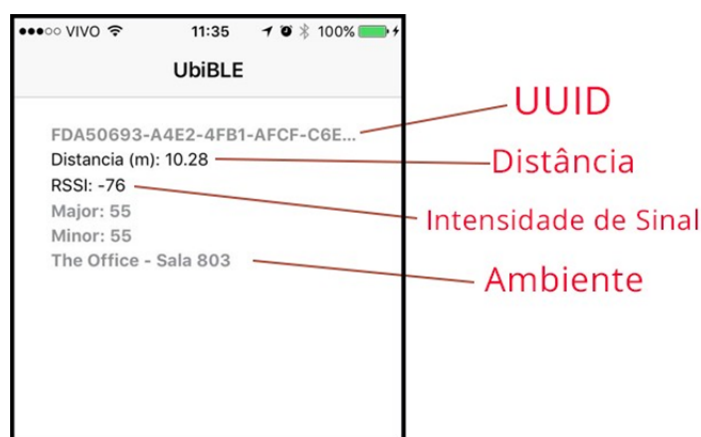 VIVO 11:35 100%
UbiBLE
FDA50693-A4E2-4FB1-AFCF-C6E...
UUID
Distancia (m): 10.28
Distância
RSSI: -76
Intensidade de Sinal
Major: 55
Minor: 55
The Office - Sala 803
Ambiente